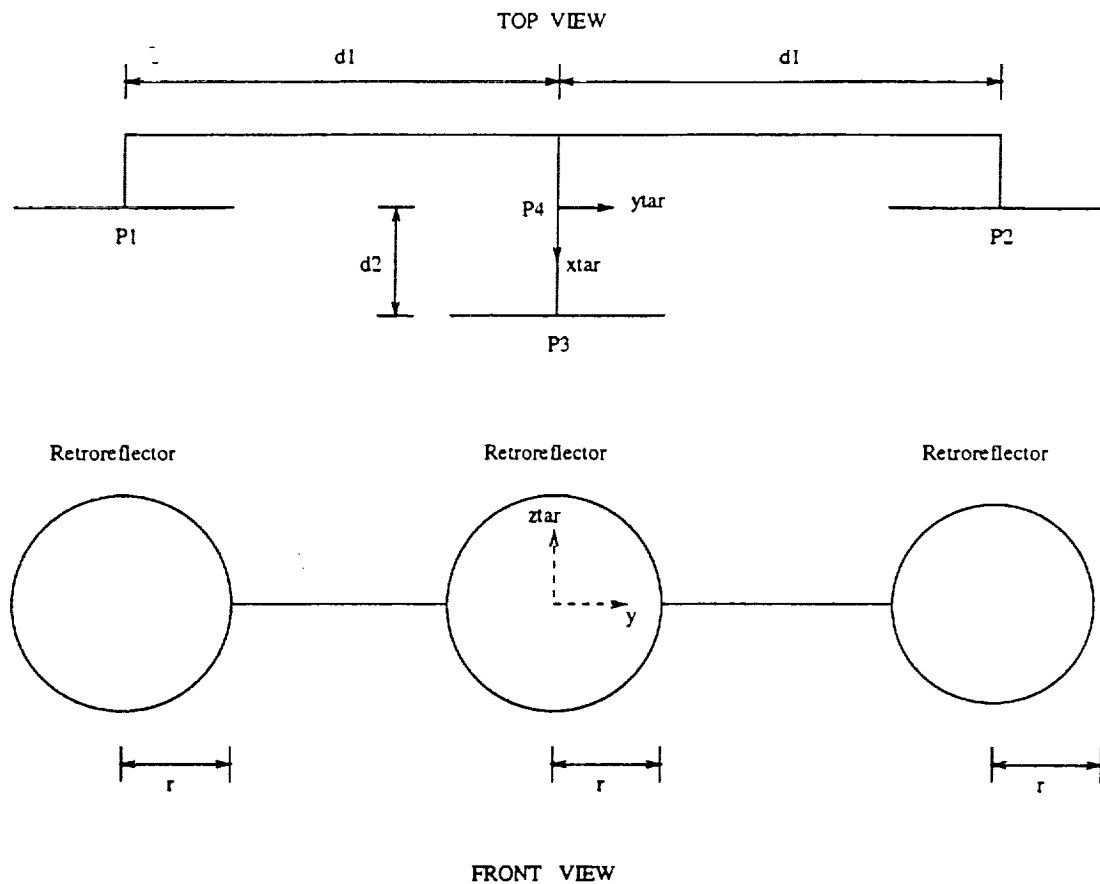 TOP VIEW
d1 d1
P4 ytar
P1 P2
d2 xtar
P3
Retroreflector Retroreflector Retroreflector
ztar
y
r r r
FRONT VIEW